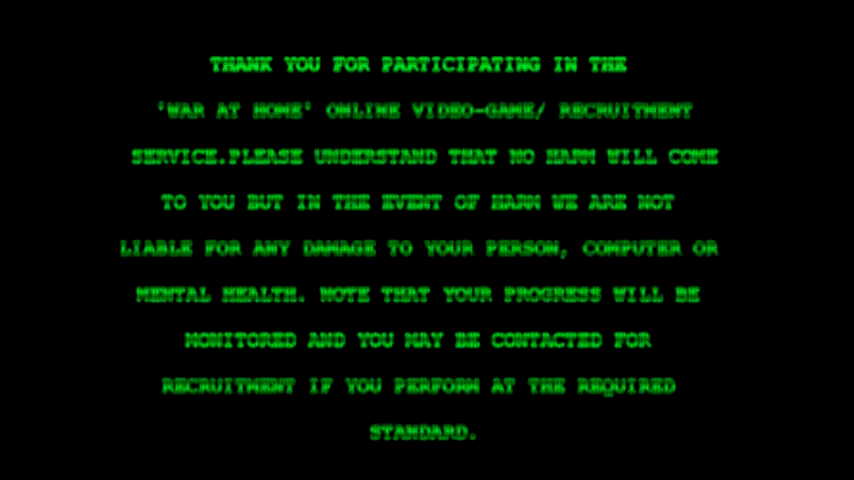 THANK YOU FOR PARTICIPATING IN THE
'WAR AT HOME' ONLINE VIDEO-GAME/ RECRUITMENT
SERVICE.PLEASE UNDERSTAND THAT NO HARM WILL COME
TO YOU BUT IN THE EVENT OF HARM WE ARE NOT
LIABLE FOR ANY DAMAGE TO YOUR PERSON, COMPUTER OR
MENTAL HEALTH. NOTE THAT YOUR PROGRESS WILL BE
MONITORED AND YOU MAY BE CONTACTED FOR
RECRUITMENT IF YOU PERFORM AT THE REQUIRED
STANDARD.